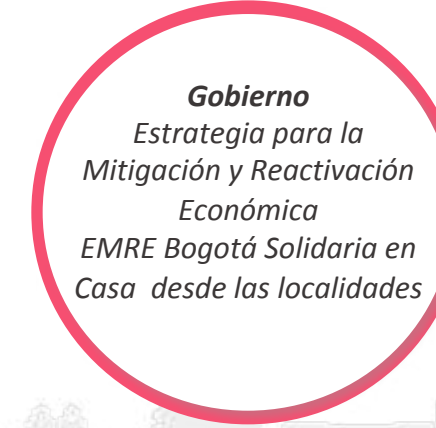 Gobierno
Estrategia para la
Mitigación y Reactivación
Económica
EMRE Bogotá Solidaria en
Casa desde las localidades